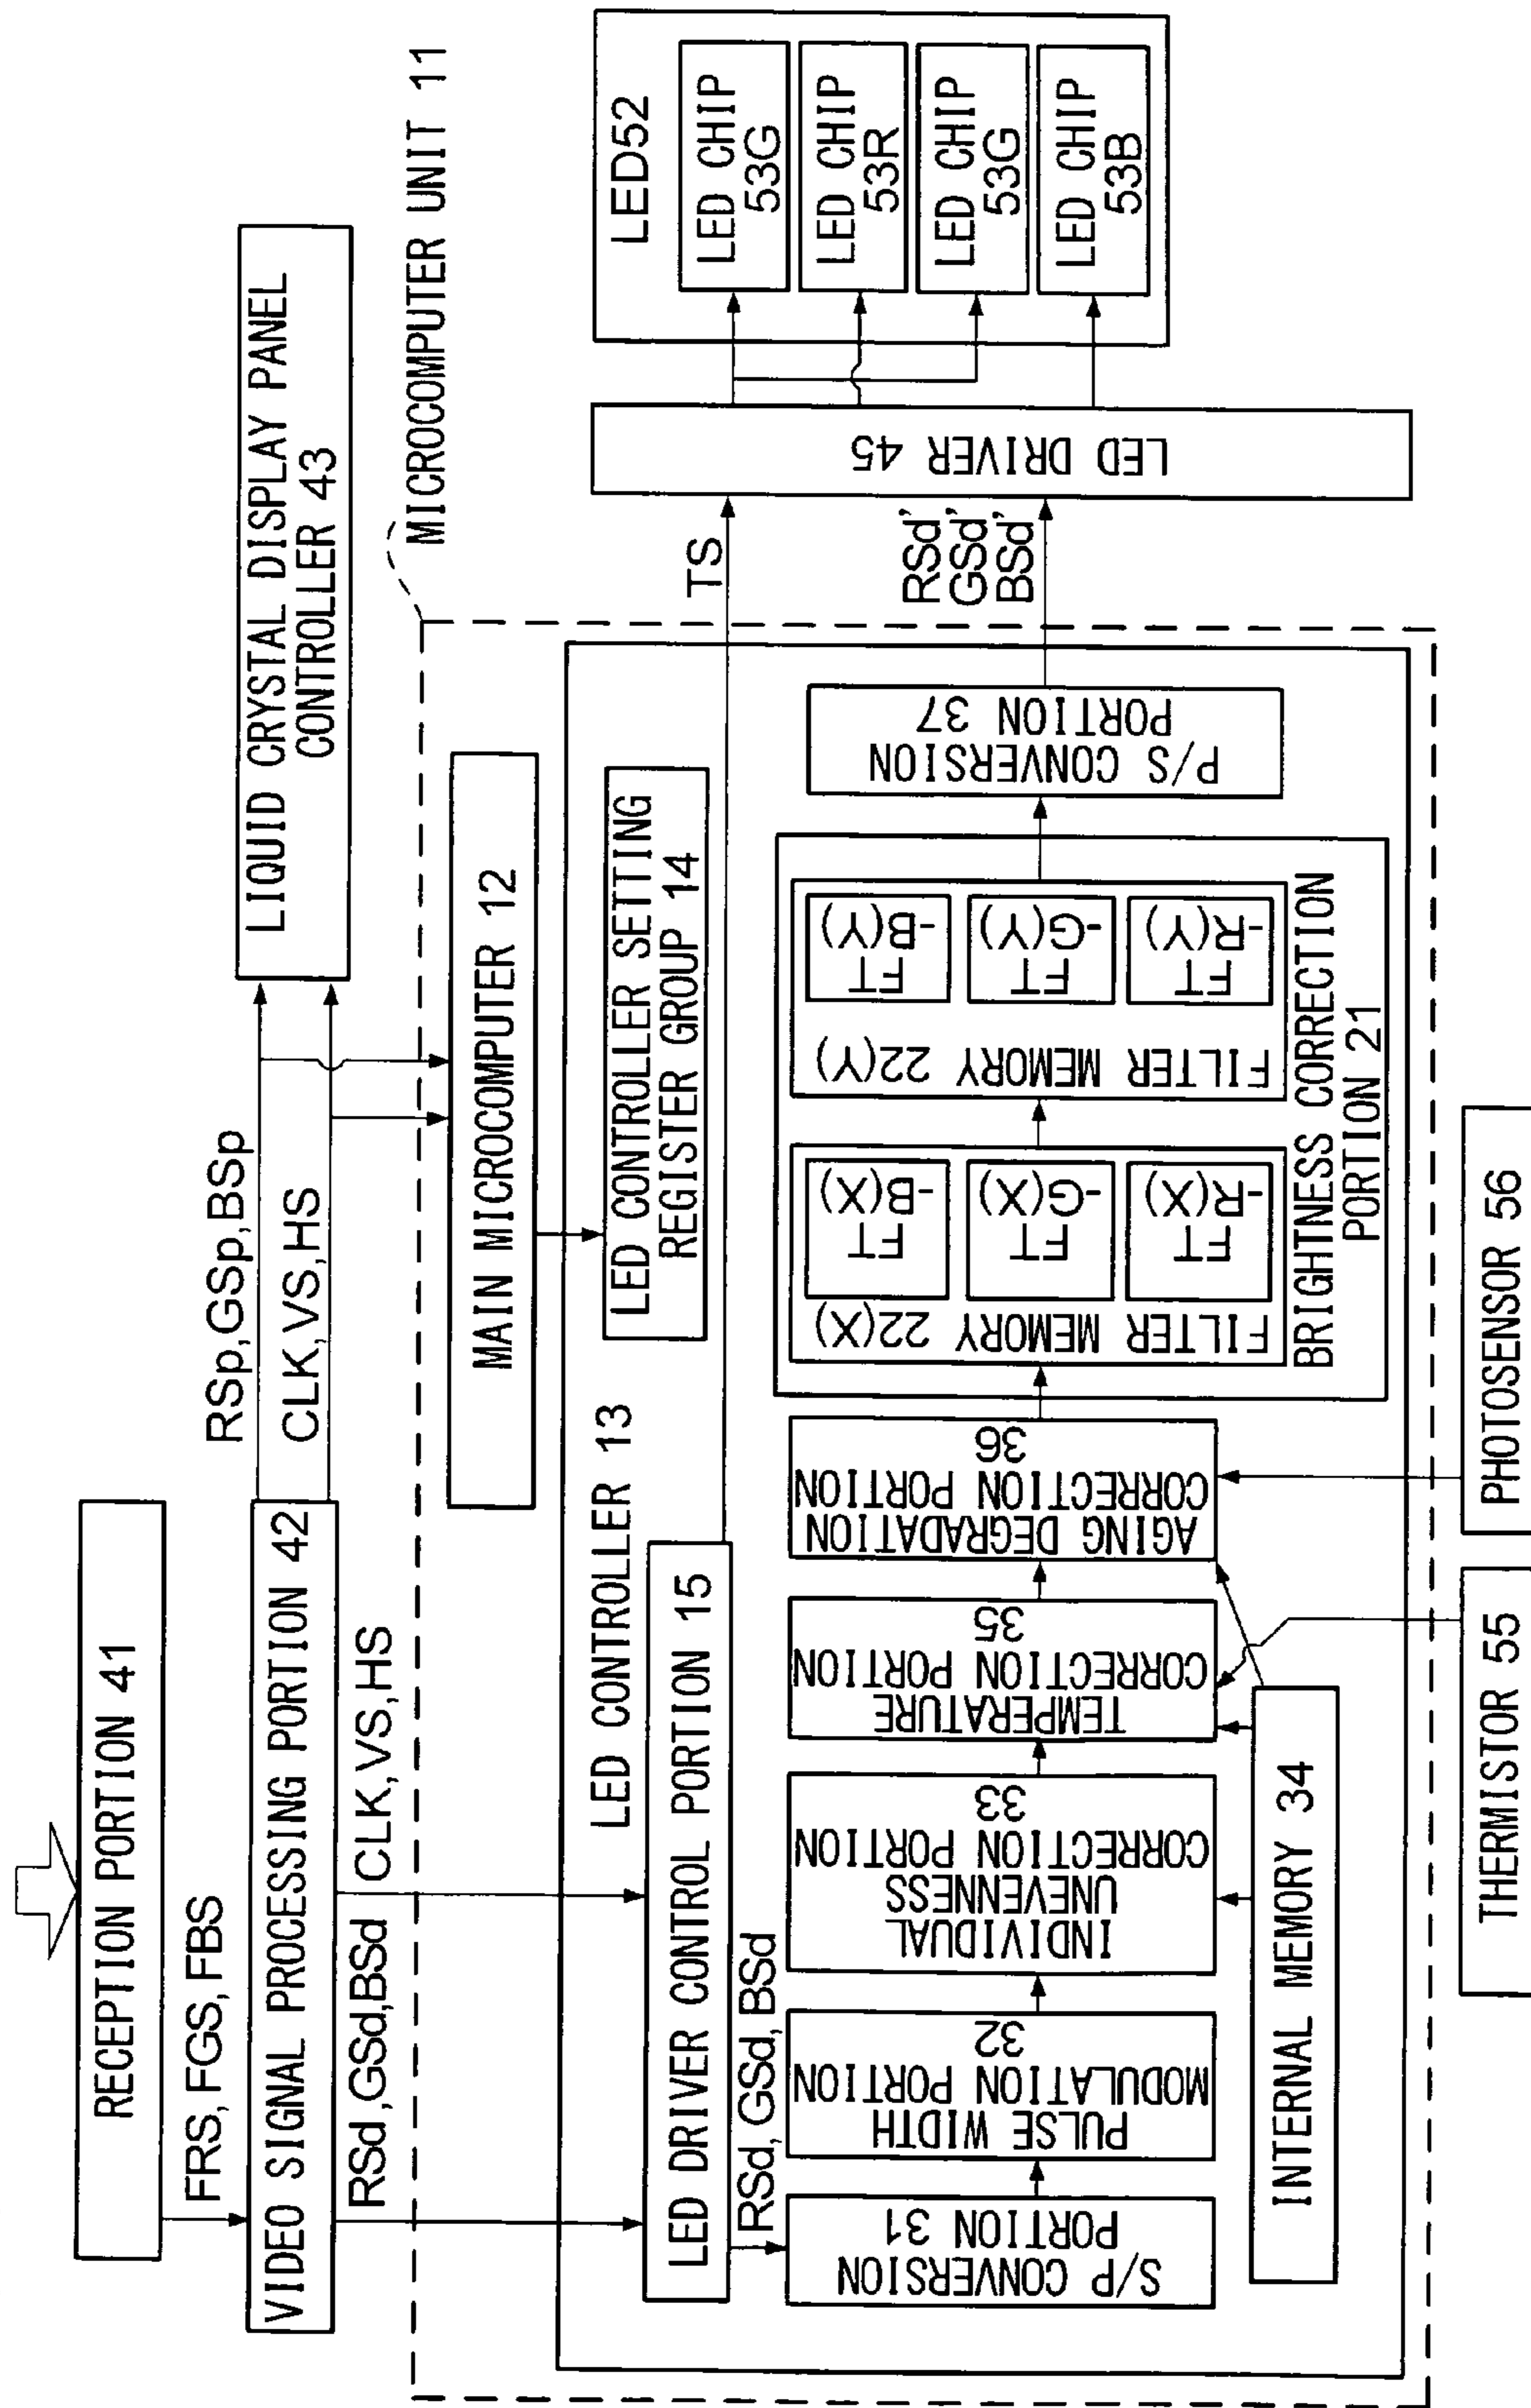 RECEPTION PORTION 41
FRS, FGS, FBS
VIDEO SIGNAL PROCESSING PORTION 42
RSp,GSp,BSp
CLK,VS,HS
LIQUID CRYSTAL DISPLAY PANEL
CONTROLLER 43
RSd,GSd,BSd
CLK,VS,HS
MICROCOMPUTER UNIT 11
MAIN MICROCOMPUTER 12
LED CONTROLLER 13
LED CONTROLLER SETTING
REGISTER GROUP 14
LED DRIVER CONTROL PORTION 15
TS
RSd, GSd, BSd
S/P CONVERSION
PORTION 31
PULSE WIDTH
MODULATION PORTION
32
INDIVIDUAL
UNEVENNESS
CORRECTION PORTION
33
TEMPERATURE
CORRECTION PORTION
35
AGING DEGRADATION
CORRECTION PORTION
36
FILTER MEMORY 22(X)
FT
-R(X)
FT
-G(X)
FT
-B(X)
FILTER MEMORY 22(Y)
FT
-R(Y)
FT
-G(Y)
FT
-B(Y)
BRIGHTNESS CORRECTION
PORTION 21
P/S CONVERSION
PORTION 37
RSd'
GSd'
BSd'
INTERNAL MEMORY 34
THERMISTOR 55
PHOTOSENSOR 56
LED DRIVER 45
LED52
LED CHIP
53G
LED CHIP
53R
LED CHIP
53G
LED CHIP
53B